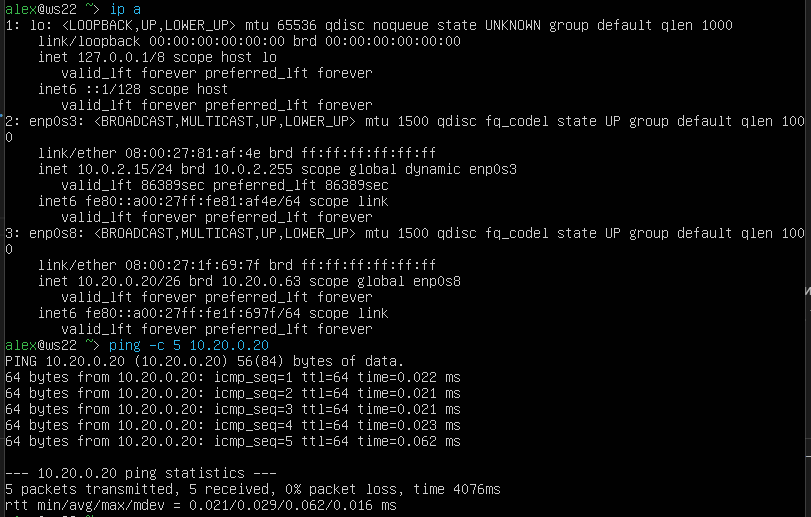 alex@ws22 ~> ip a
1: lo: <LOOPBACK,UP,LOWER_UP> mtu 65536 qdisc noqueue state UNKNOWN group default qlen 1000
    link/loopback 00:00:00:00:00:00 brd 00:00:00:00:00:00
    inet 127.0.0.1/8 scope host lo
       valid_lft forever preferred_lft forever
    inet6 ::1/128 scope host
       valid_lft forever preferred_lft forever
2: enp0s3: <BROADCAST,MULTICAST,UP,LOWER_UP> mtu 1500 qdisc fq_codel state UP group default qlen 100
0
    link/ether 08:00:27:81:af:4e brd ff:ff:ff:ff:ff:ff
    inet 10.0.2.15/24 brd 10.0.2.255 scope global dynamic enp0s3
       valid_lft 86389sec preferred_lft 86389sec
    inet6 fe80::a00:27ff:fe81:af4e/64 scope link
       valid_lft forever preferred_lft forever
3: enp0s8: <BROADCAST,MULTICAST,UP,LOWER_UP> mtu 1500 qdisc fq_codel state UP group default qlen 100
0
    link/ether 08:00:27:1f:69:7f brd ff:ff:ff:ff:ff:ff
    inet 10.20.0.20/26 brd 10.20.0.63 scope global enp0s8
       valid_lft forever preferred_lft forever
    inet6 fe80::a00:27ff:fe1f:697f/64 scope link
       valid_lft forever preferred_lft forever
alex@ws22 ~> ping -c 5 10.20.0.20
PING 10.20.0.20 (10.20.0.20) 56(84) bytes of data.
64 bytes from 10.20.0.20: icmp_seq=1 ttl=64 time=0.022 ms
64 bytes from 10.20.0.20: icmp_seq=2 ttl=64 time=0.021 ms
64 bytes from 10.20.0.20: icmp_seq=3 ttl=64 time=0.021 ms
64 bytes from 10.20.0.20: icmp_seq=4 ttl=64 time=0.023 ms
64 bytes from 10.20.0.20: icmp_seq=5 ttl=64 time=0.062 ms

--- 10.20.0.20 ping statistics ---
5 packets transmitted, 5 received, 0% packet loss, time 4076ms
rtt min/avg/max/mdev = 0.021/0.029/0.062/0.016 ms